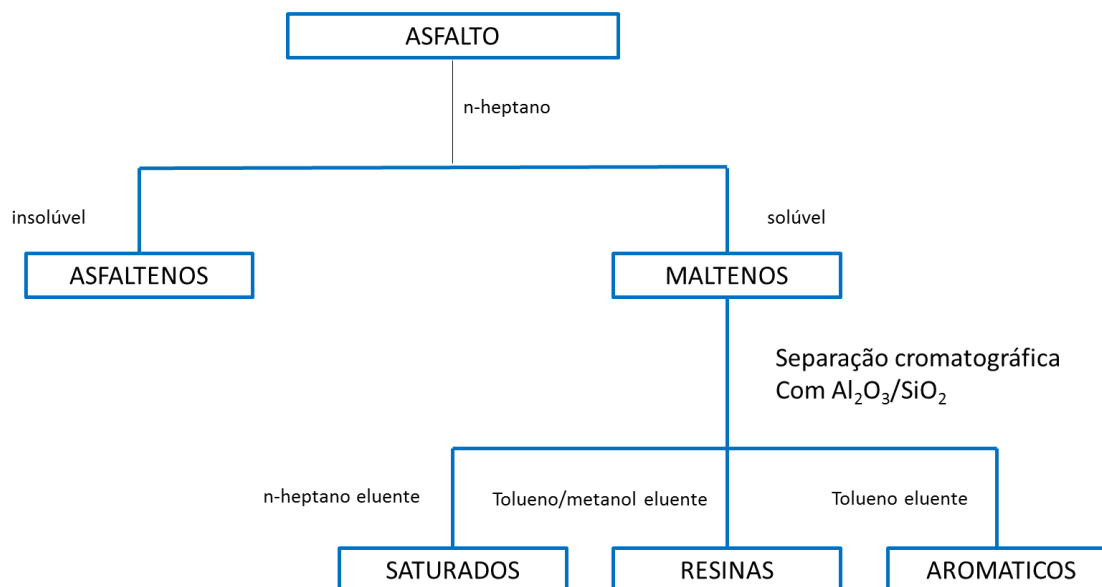 ASFALTO
n-heptano
insolúvel
solúvel
ASFALTENOS
MALTENOS
Separação cromatográfica
Com Al₂O₃/SiO₂
n-heptano eluente
Tolueno/metanol eluente
Tolueno eluente
SATURADOS
RESINAS
AROMATICOS